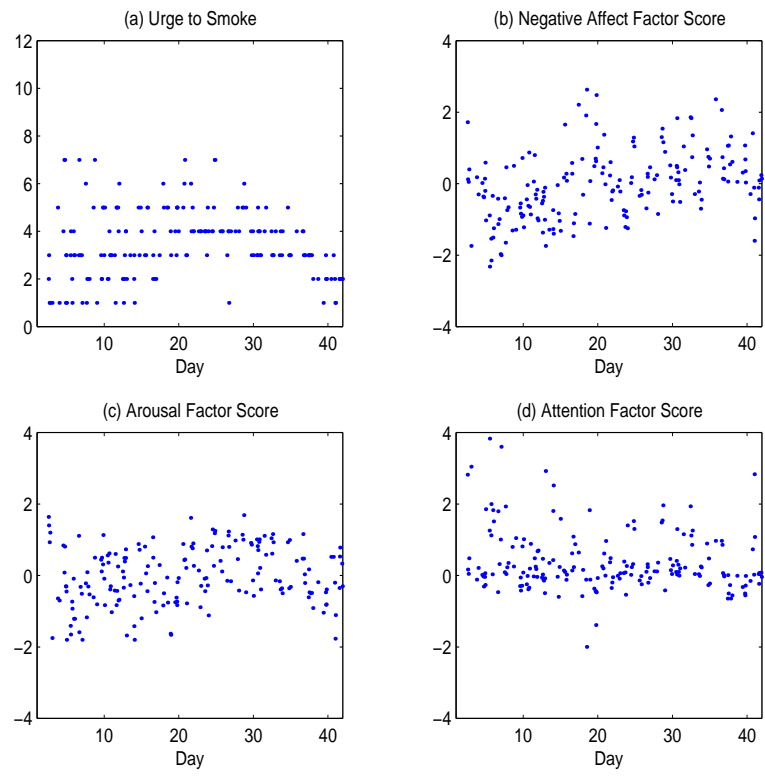 (a) Urge to Smoke
12
10
8
6
4
2
0
10 20 30 40
Day
(b) Negative Affect Factor Score
4
2
0
−2
−4
10 20 30 40
Day
(c) Arousal Factor Score
4
2
0
−2
−4
10 20 30 40
Day
(d) Attention Factor Score
4
2
0
−2
−4
10 20 30 40
Day